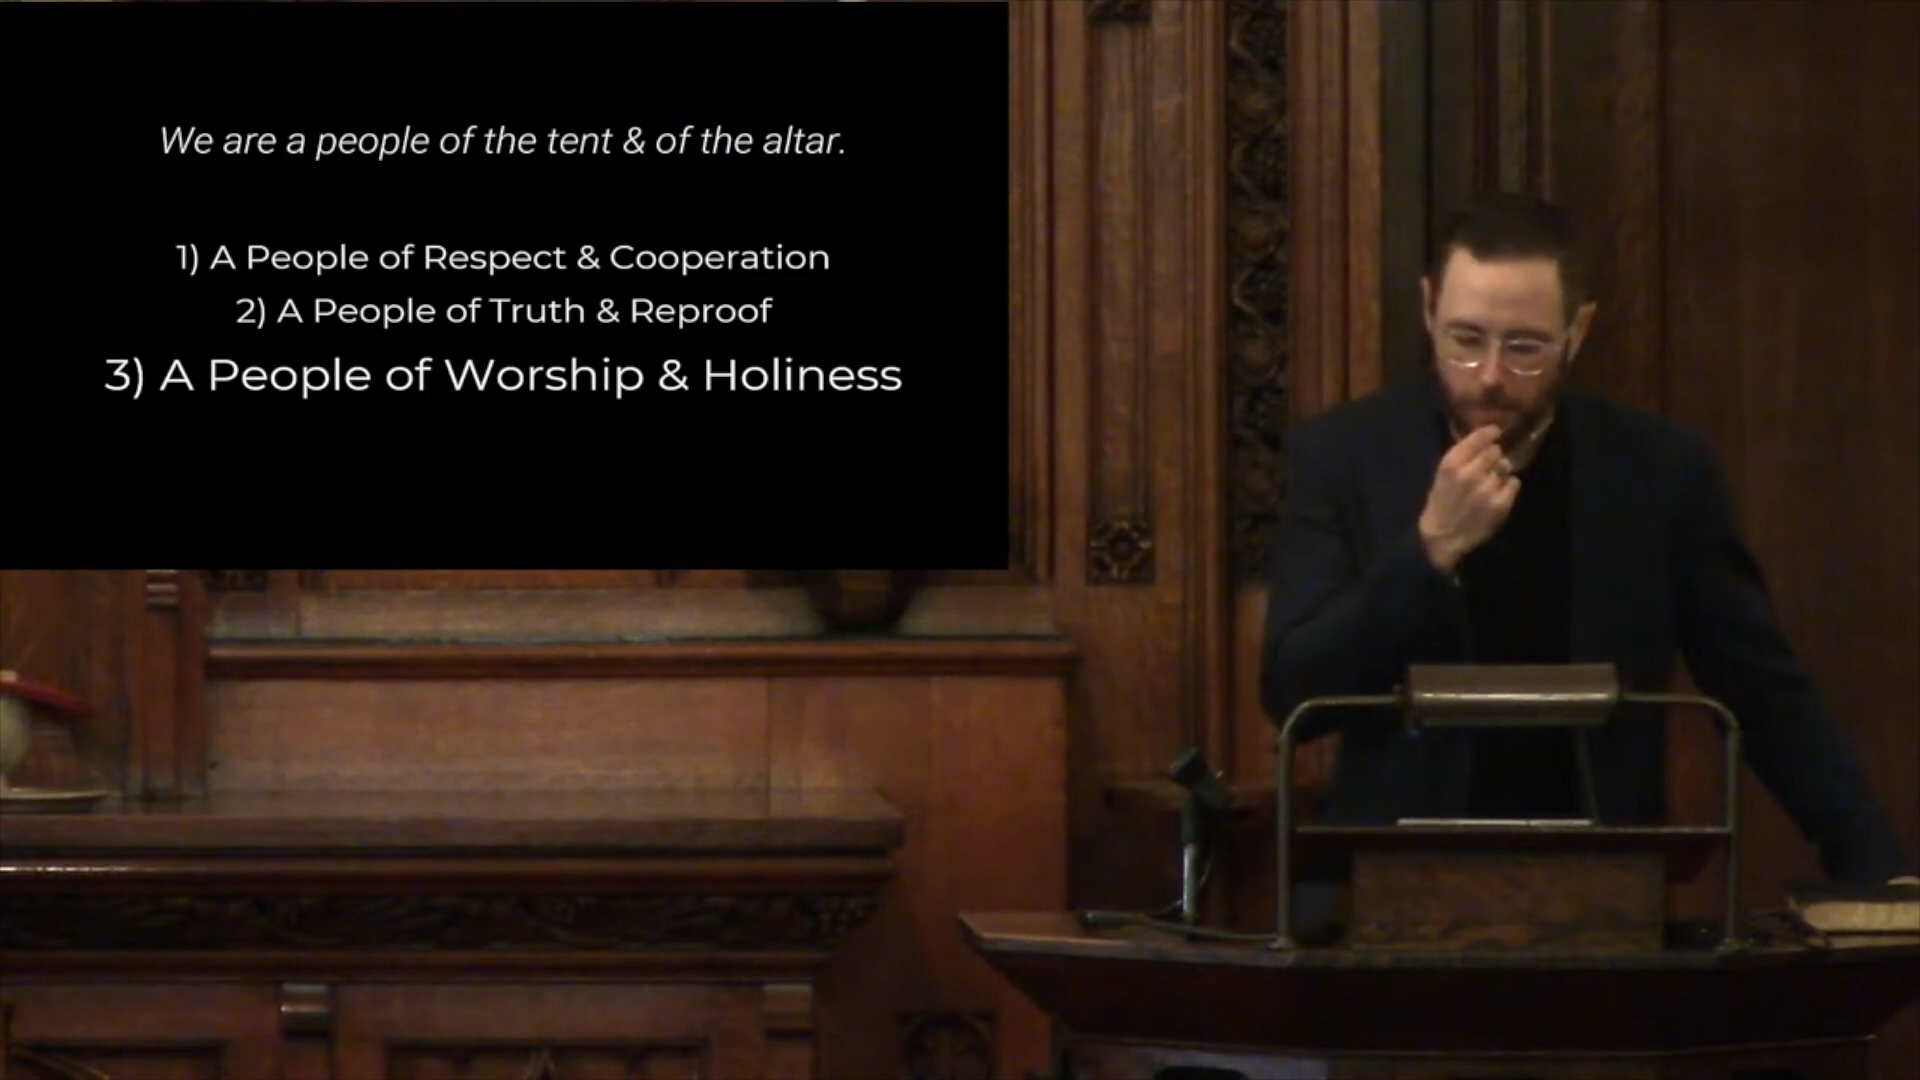 We are a people of the tent & of the altar.
1) A People of Respect & Cooperation
2) A People of Truth & Reproof
3) A People of Worship & Holiness